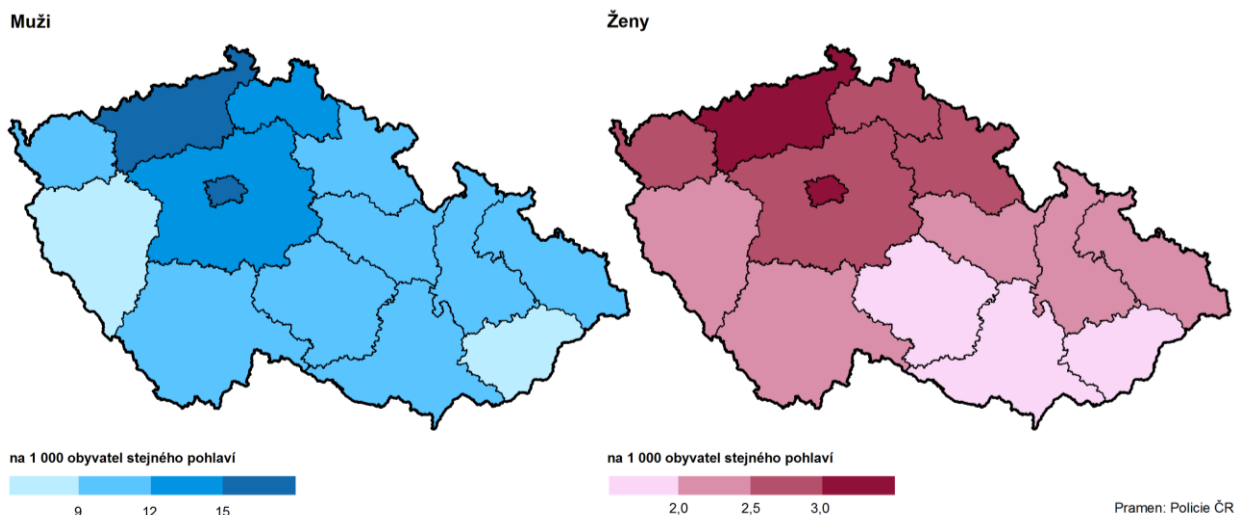 Muži
Ženy
na 1 000 obyvatel stejného pohlaví
9 12 15
na 1 000 obyvatel stejného pohlaví
2,0 2,5 3,0
Pramen: Policie ČR